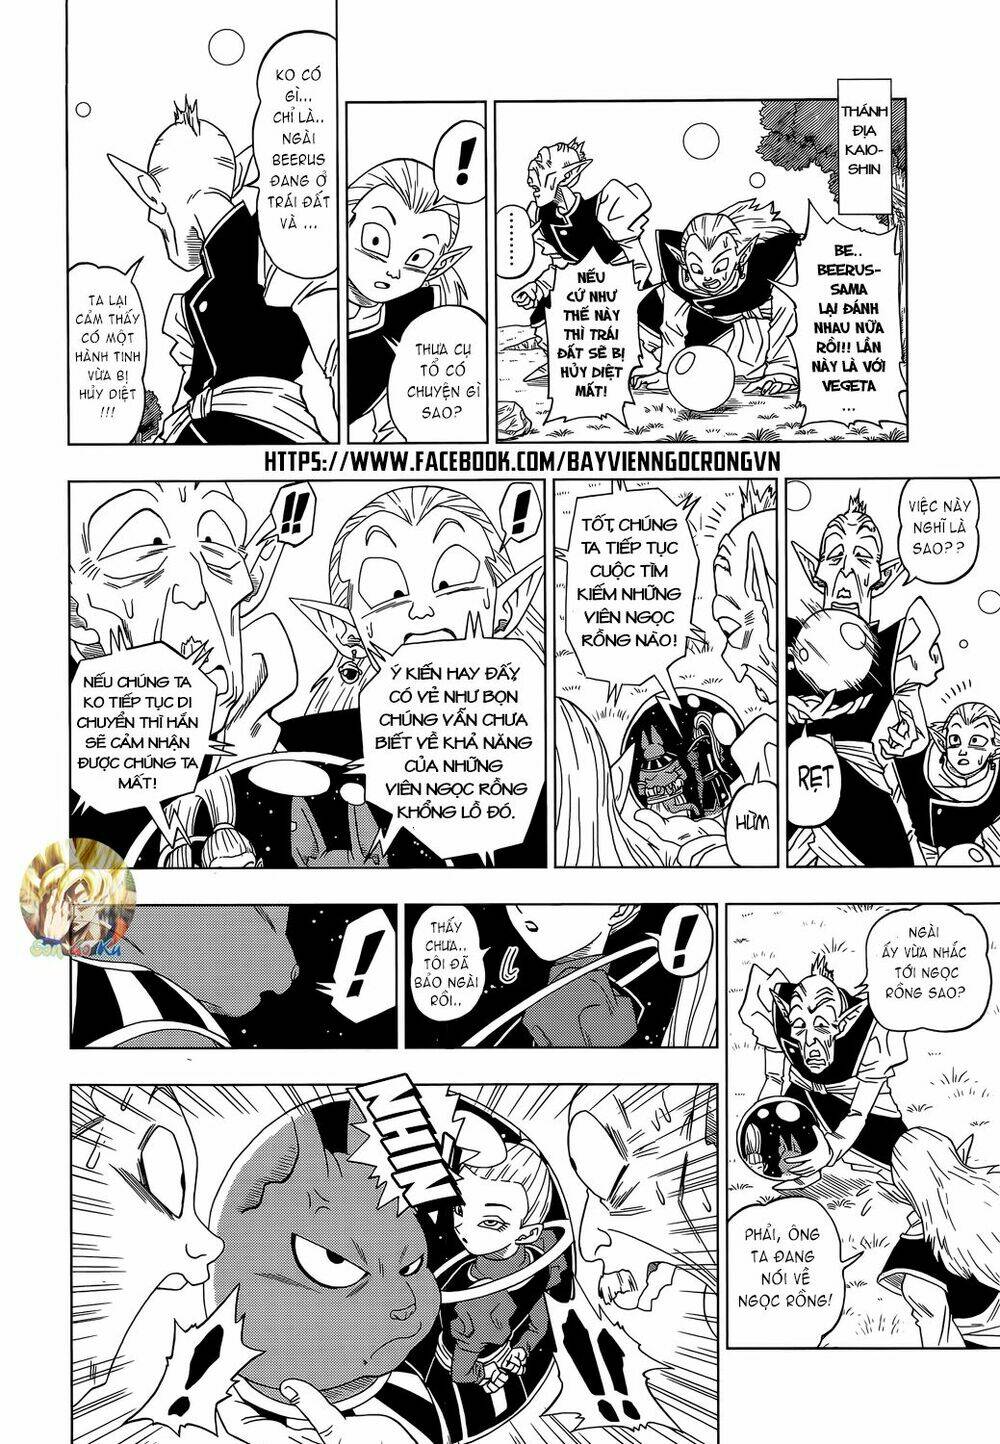 THÁNH
ĐỊA
KAIO-
SHIN
BE..
BEERUS-
SAMA
LẠI ĐÁNH
NHAU NỮA
RỒI!!! LẦN
NÀY LÀ VỚI
VEGETA
...
NẾU
CỨ NHƯ
THẾ NÀY
THÌ TRÁI
ĐẤT SẼ BỊ
HỦY DIỆT
MẤT!
.........
!
THƯA CỤ
TỔ CÓ
CHUYỆN GÌ
SAO?
KO CÓ
GÌ...
CHỈ LÀ..
NGÀI
BEERUS
ĐANG Ở
TRÁI ĐẤT
VÀ ...
TA LẠI
CẢM THẤY
CÓ MỘT
HÀNH TINH
VỪA BỊ
HỦY DIỆT
!!!
HTTPS://WWW.FACEBOOK.COM/BAYVIENNGOCRONGVN
VIỆC NÀY
NGHĨ LÀ
SAO??
RẸT
TỐT, CHÚNG
TA TIẾP TỤC
CUỘC TÌM
KIẾM NHỮNG
VIÊN NGỌC
RỒNG NÀO!
HỪM
!
Ý KIẾN HAY ĐẤY,
CÓ VẺ NHƯ BỌN
CHÚNG VẪN CHƯA
BIẾT VỀ KHẢ NĂNG
CỦA NHỮNG
VIÊN NGỌC RỒNG
KHỔNG LỒ ĐÓ.
!!
NẾU CHÚNG TA
KO TIẾP TỤC DI
CHUYỂN THÌ HẮN
SẼ CẢM NHẬN
ĐƯỢC CHÚNG TA
MẤT!
NGÀI
ẤY VỪA NHẮC
TỚI NGỌC
RỒNG SAO?
PHẢI, ÔNG
TA ĐANG
NÓI VỀ
NGỌC RỒNG!
!
THẤY
CHƯA..
TÔI ĐÃ
BẢO NGÀI
RỒI..
!
Son Go Ku
NHÌN
!!
!!